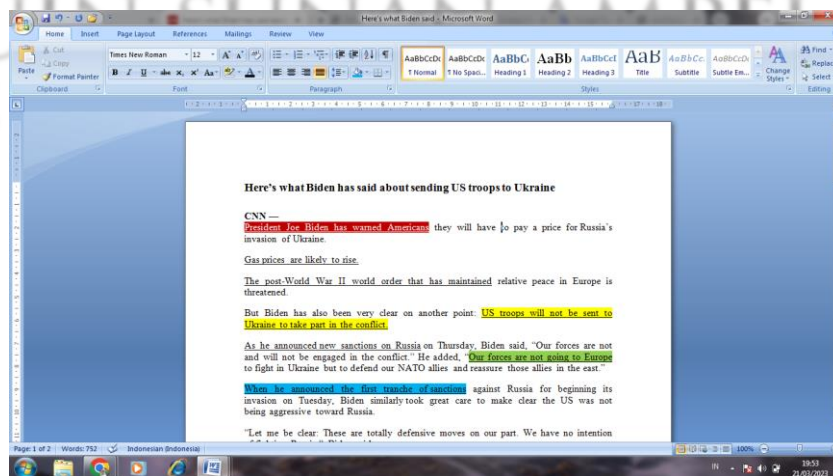 Here's what Biden said - Microsoft Word
Home Insert Page Layout References Mailings Review View
Cut
Copy
Format Painter
Paste
Clipboard
Times New Roman 12
Font
Paragraph
AaBbCcDc AaBbCcDc AaBbC AaBb AaBbCcI AaB AaBbCc. AaBbCcDc
¶ Normal ¶ No Spaci... Heading 1 Heading 2 Heading 3 Title Subtitle Subtle Em...
Change
Styles
Styles
Find
Replac
Select
Editing
Here's what Biden has said about sending US troops to Ukraine
CNN —
President Joe Biden has warned Americans they will have to pay a price for Russia's
invasion of Ukraine.
Gas prices are likely to rise.
The post-World War II world order that has maintained relative peace in Europe is
threatened.
But Biden has also been very clear on another point: US troops will not be sent to
Ukraine to take part in the conflict.
As he announced new sanctions on Russia on Thursday, Biden said, “Our forces are not
and will not be engaged in the conflict.” He added, “Our forces are not going to Europe
to fight in Ukraine but to defend our NATO allies and reassure those allies in the east.”
When he announced the first tranche of sanctions against Russia for beginning its
invasion on Tuesday, Biden similarly took great care to make clear the US was not
being aggressive toward Russia.
“Let me be clear: These are totally defensive moves on our part. We have no intention
Page: 1 of 2 Words: 752 Indonesian (Indonesia) 100%
IN 19:53
21/03/2023